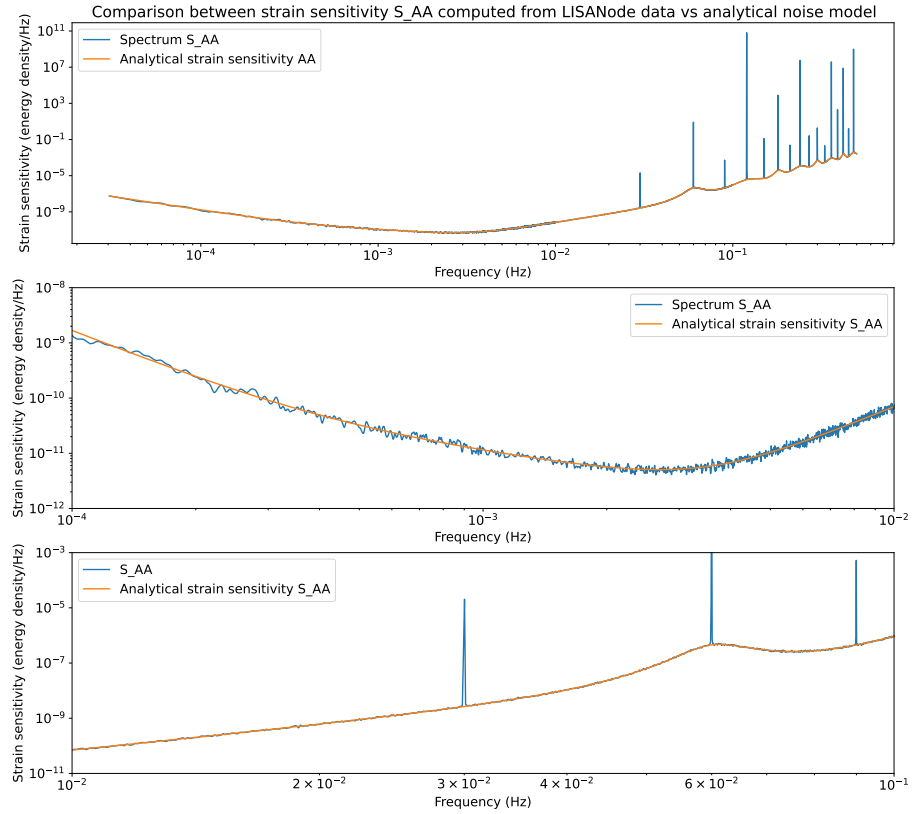 Comparison between strain sensitivity S_AA computed from LISANode data vs analytical noise model
Strain sensitivity (energy density/Hz)
10^11
10^7
10^3
10^−1
10^−5
10^−9
Spectrum S_AA
Analytical strain sensitivity AA
10^−4
10^−3
10^−2
10^−1
Frequency (Hz)
Strain sensitivity (energy density/Hz)
10^−8
10^−9
10^−10
10^−11
10^−12
Spectrum S_AA
Analytical strain sensitivity S_AA
10^−4
10^−3
10^−2
Frequency (Hz)
Strain sensitivity (energy density/Hz)
10^−3
10^−5
10^−7
10^−9
10^−11
S_AA
Analytical strain sensitivity S_AA
10^−2
2 × 10^−2
3 × 10^−2
4 × 10^−2
6 × 10^−2
10^−1
Frequency (Hz)